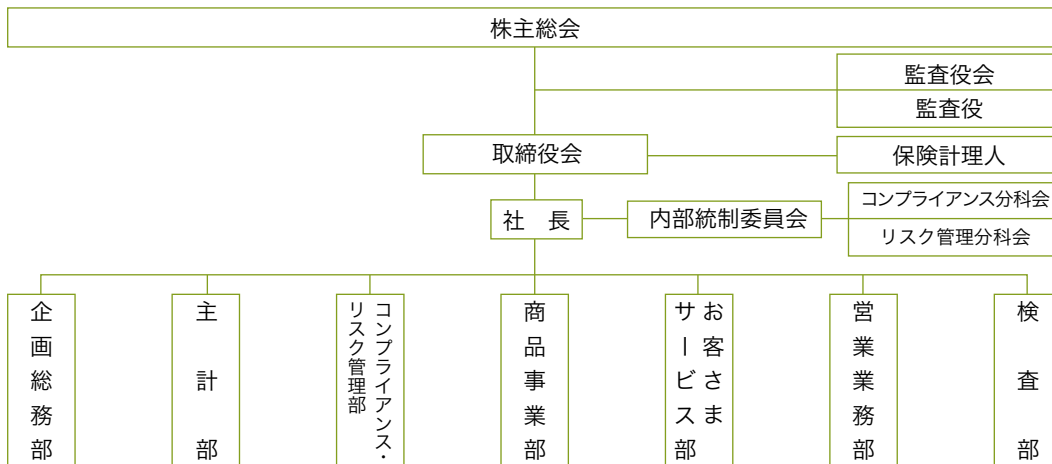 株主総会
監査役会
監査役
取締役会
保険計理人
社 長
内部統制委員会
コンプライアンス分科会
リスク管理分科会
企画総務部
主計部
コンプライアンス・
リスク管理部
商品事業部
お客さま
サービス部
営業業務部
検査部